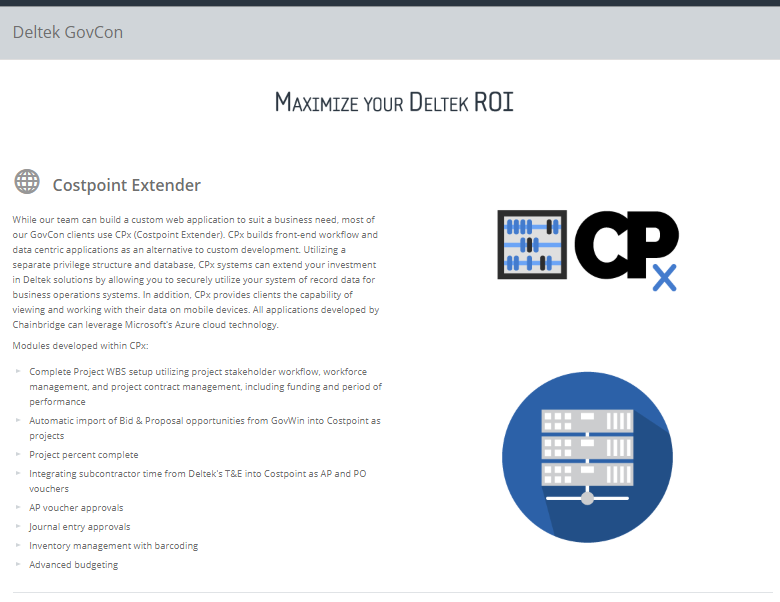 Deltek GovCon
MAXIMIZE YOUR DELTEK ROI
Costpoint Extender
While our team can build a custom web application to suit a business need, most of
our GovCon clients use CPx (Costpoint Extender). CPx builds front-end workflow and
data centric applications as an alternative to custom development. Utilizing a
separate privilege structure and database, CPx systems can extend your investment
in Deltek solutions by allowing you to securely utilize your system of record data for
business operations systems. In addition, CPx provides clients the capability of
viewing and working with their data on mobile devices. All applications developed by
Chainbridge can leverage Microsoft's Azure cloud technology.
Modules developed within CPx:
Complete Project WBS setup utilizing project stakeholder workflow, workforce
management, and project contract management, including funding and period of
performance
Automatic import of Bid & Proposal opportunities from GovWin into Costpoint as
projects
Project percent complete
Integrating subcontractor time from Deltek's T&E into Costpoint as AP and PO
vouchers
AP voucher approvals
Journal entry approvals
Inventory management with barcoding
Advanced budgeting
CPx